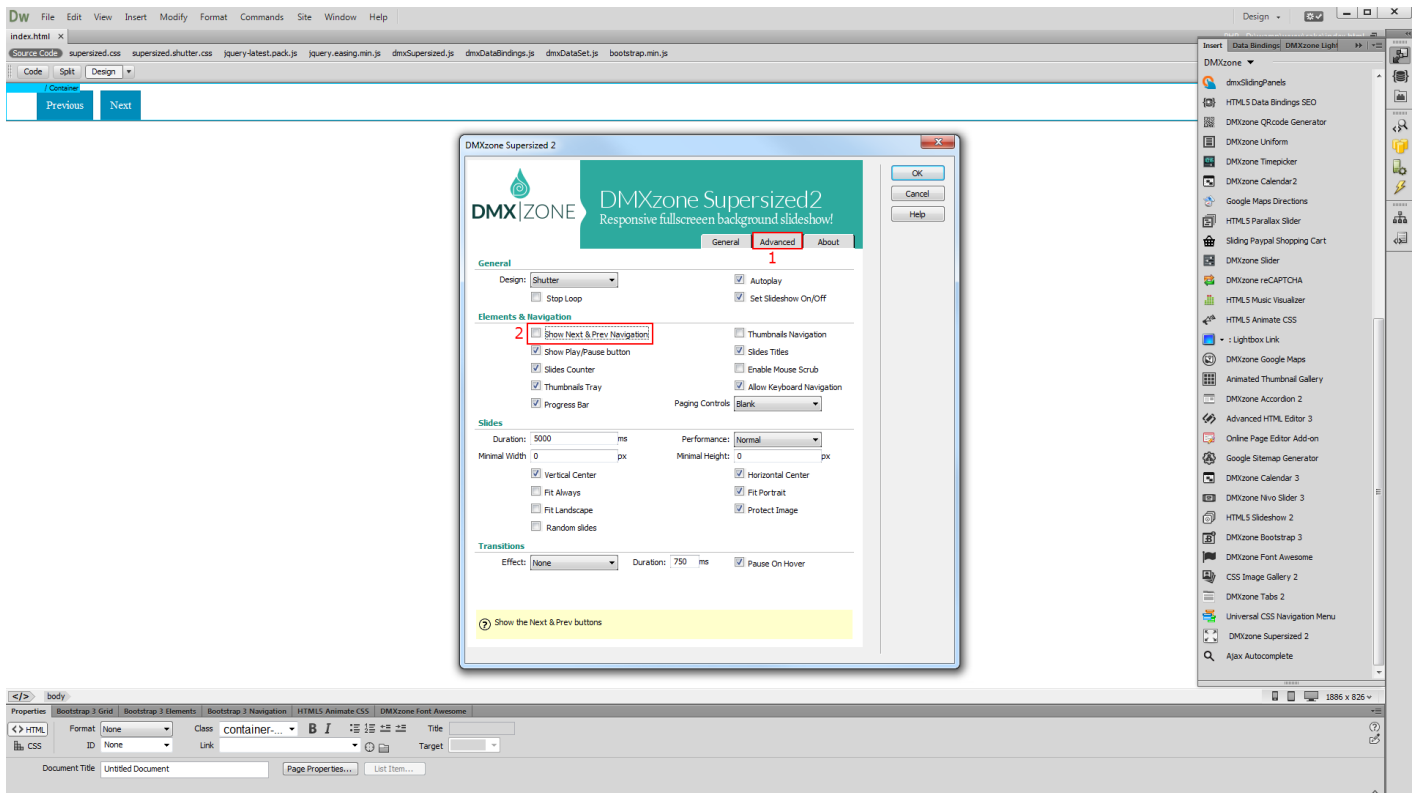 Dw File Edit View Insert Modify Format Commands Site Window Help
Design
index.html ×
Source Code supersized.css supersized.shutter.css jquery-latest.pack.js jquery.easing.min.js dmxSupersized.js dmxDataBindings.js dmxDataSet.js bootstrap.min.js
Code Split Design
/ Container
Previous Next
DMXzone Supersized 2
DMX|ZONE
DMXzone Supersized2
Responsive fullscreeen background slideshow!
General Advanced About
1
OK
Cancel
Help
General
Design: Shutter Autoplay
Stop Loop Set Slideshow On/Off
Elements & Navigation
2 Show Next & Prev Navigation Thumbnails Navigation
Show Play/Pause button Slides Titles
Slides Counter Enable Mouse Scrub
Thumbnails Tray Allow Keyboard Navigation
Progress Bar Paging Controls Blank
Slides
Duration: 5000 ms Performance: Normal
Minimal Width 0 px Minimal Height: 0 px
Vertical Center Horizontal Center
Fit Always Fit Portrait
Fit Landscape Protect Image
Random slides
Transitions
Effect: None Duration: 750 ms Pause On Hover
Show the Next & Prev buttons
Insert Data Bindings DMXzone Light
DMXzone
dmxSlidingPanels
HTML5 Data Bindings SEO
DMXzone QRcode Generator
DMXzone Uniform
DMXzone Timepicker
DMXzone Calendar2
Google Maps Directions
HTML5 Parallax Slider
Sliding Paypal Shopping Cart
DMXzone Slider
DMXzone reCAPTCHA
HTML5 Music Visualizer
HTML5 Animate CSS
: Lightbox Link
DMXzone Google Maps
Animated Thumbnail Gallery
DMXzone Accordion 2
Advanced HTML Editor 3
Online Page Editor Add-on
Google Sitemap Generator
DMXzone Calendar 3
DMXzone Nivo Slider 3
HTML5 Slideshow 2
DMXzone Bootstrap 3
DMXzone Font Awesome
CSS Image Gallery 2
DMXzone Tabs 2
Universal CSS Navigation Menu
DMXzone Supersized 2
Ajax Autocomplete
</> body
1886 x 826
Properties Bootstrap 3 Grid Bootstrap 3 Elements Bootstrap 3 Navigation HTML5 Animate CSS DMXzone Font Awesome
<> HTML Format None Class container-... B I Title
CSS ID None Link Target
Document Title Untitled Document Page Properties... List Item...